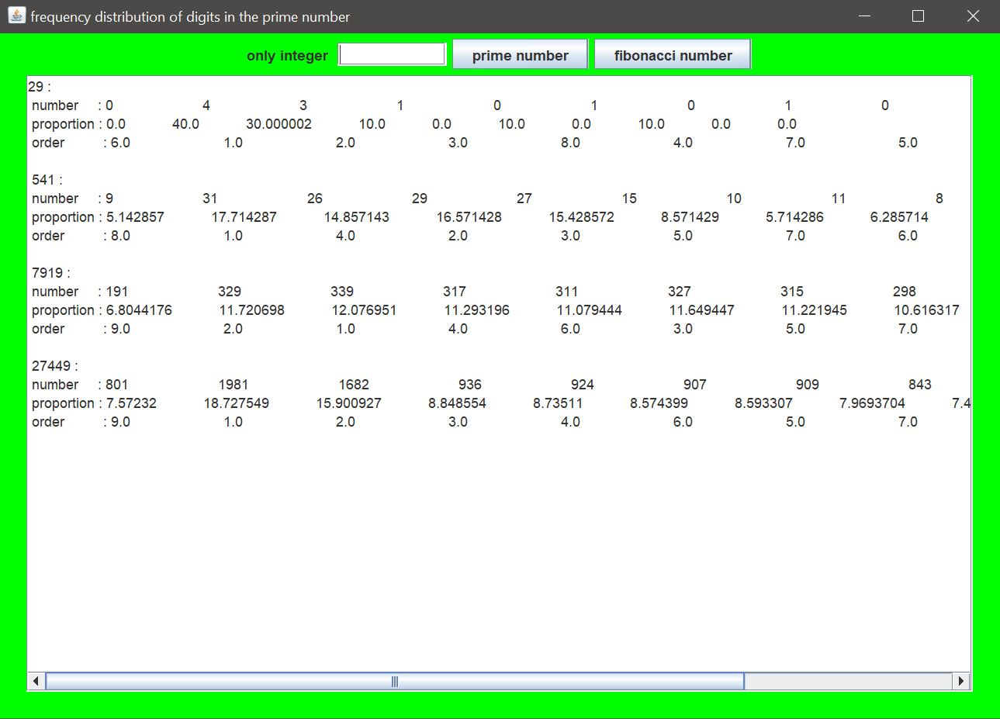 frequency distribution of digits in the prime number
only integer prime number fibonacci number
29 :
number : 0 4 3 1 0 1 0 1 0
proportion : 0.0 40.0 30.000002 10.0 0.0 10.0 0.0 10.0 0.0 0.0
order : 6.0 1.0 2.0 3.0 8.0 4.0 7.0 5.0
541 :
number : 9 31 26 29 27 15 10 11 8
proportion : 5.142857 17.714287 14.857143 16.571428 15.428572 8.571429 5.714286 6.285714
order : 8.0 1.0 4.0 2.0 3.0 5.0 7.0 6.0
7919 :
number : 191 329 339 317 311 327 315 298
proportion : 6.8044176 11.720698 12.076951 11.293196 11.079444 11.649447 11.221945 10.616317
order : 9.0 2.0 1.0 4.0 6.0 3.0 5.0 7.0
27449 :
number : 801 1981 1682 936 924 907 909 843
proportion : 7.57232 18.727549 15.900927 8.848554 8.73511 8.574399 8.593307 7.9693704 7.4
order : 9.0 1.0 2.0 3.0 4.0 6.0 5.0 7.0